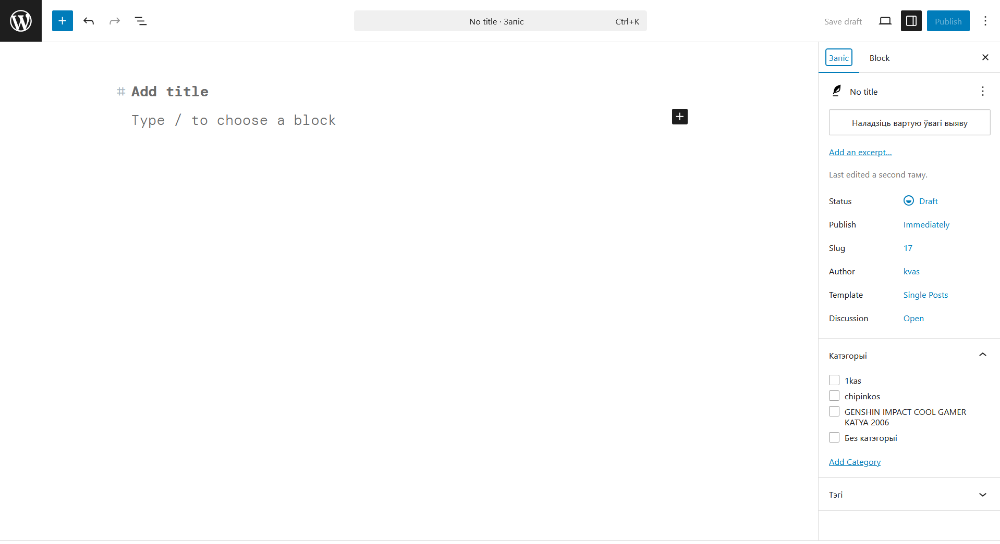 No title · Запіс
Ctrl+K
Save draft
Publish
Запіс
Block
# Add title
Type / to choose a block
No title
Наладзіць вартую ўвагі выяву
Add an excerpt...
Last edited a second таму.
Status
Draft
Publish
Immediately
Slug
17
Author
kvas
Template
Single Posts
Discussion
Open
Катэгорыі
1kas
chipinkos
GENSHIN IMPACT COOL GAMER
KATYA 2006
Без катэгорыі
Add Category
Тэгі